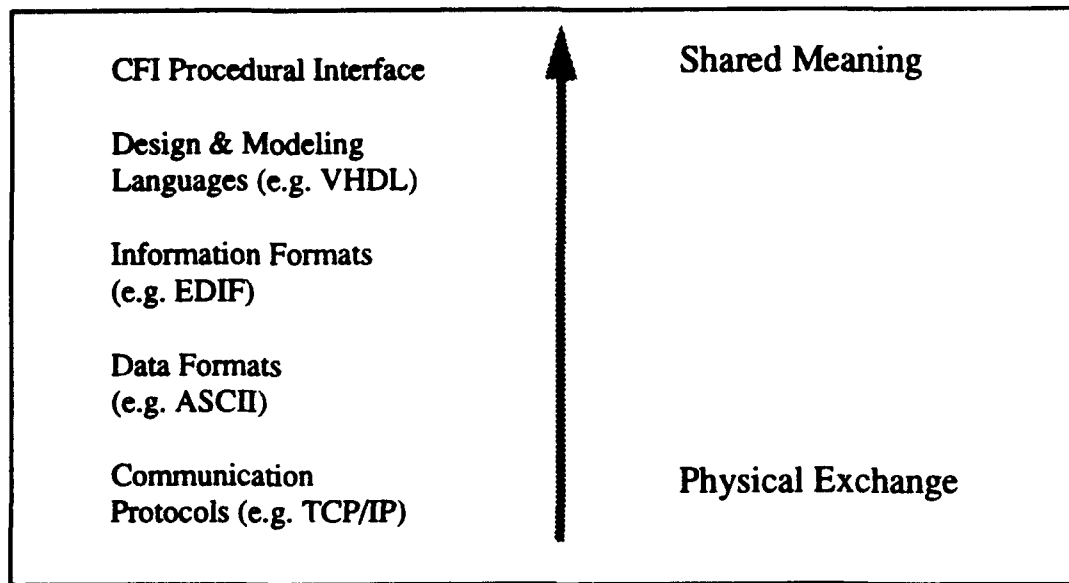 CFI Procedural Interface
Shared Meaning
Design & Modeling
Languages (e.g. VHDL)
Information Formats
(e.g. EDIF)
Data Formats
(e.g. ASCII)
Communication
Protocols (e.g. TCP/IP)
Physical Exchange